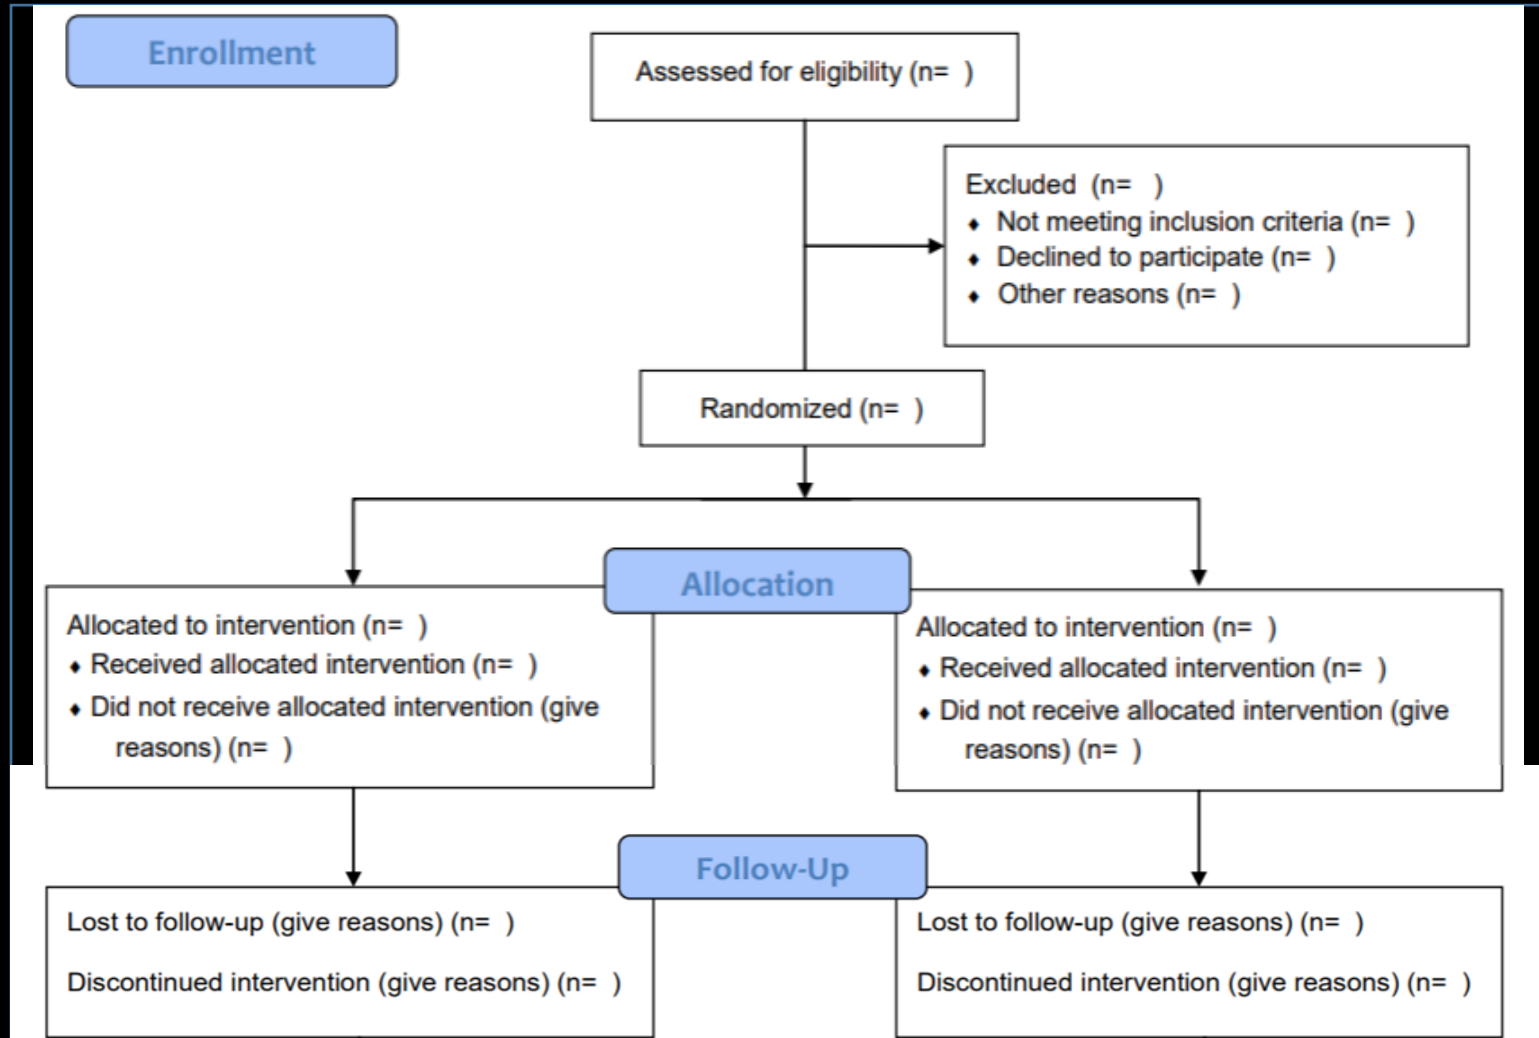 Enrollment
Assessed for eligibility (n=  )
Excluded  (n=   )
⬧ Not meeting inclusion criteria (n=  )
⬧ Declined to participate (n=  )
⬧ Other reasons (n=  )
Randomized (n=  )
Allocation
Allocated to intervention (n=  )
⬧ Received allocated intervention (n=  )
⬧ Did not receive allocated intervention (give
reasons) (n=  )
Allocated to intervention (n=  )
⬧ Received allocated intervention (n=  )
⬧ Did not receive allocated intervention (give
reasons) (n=  )
Follow-Up
Lost to follow-up (give reasons) (n=  )
Discontinued intervention (give reasons) (n=  )
Lost to follow-up (give reasons) (n=  )
Discontinued intervention (give reasons) (n=  )